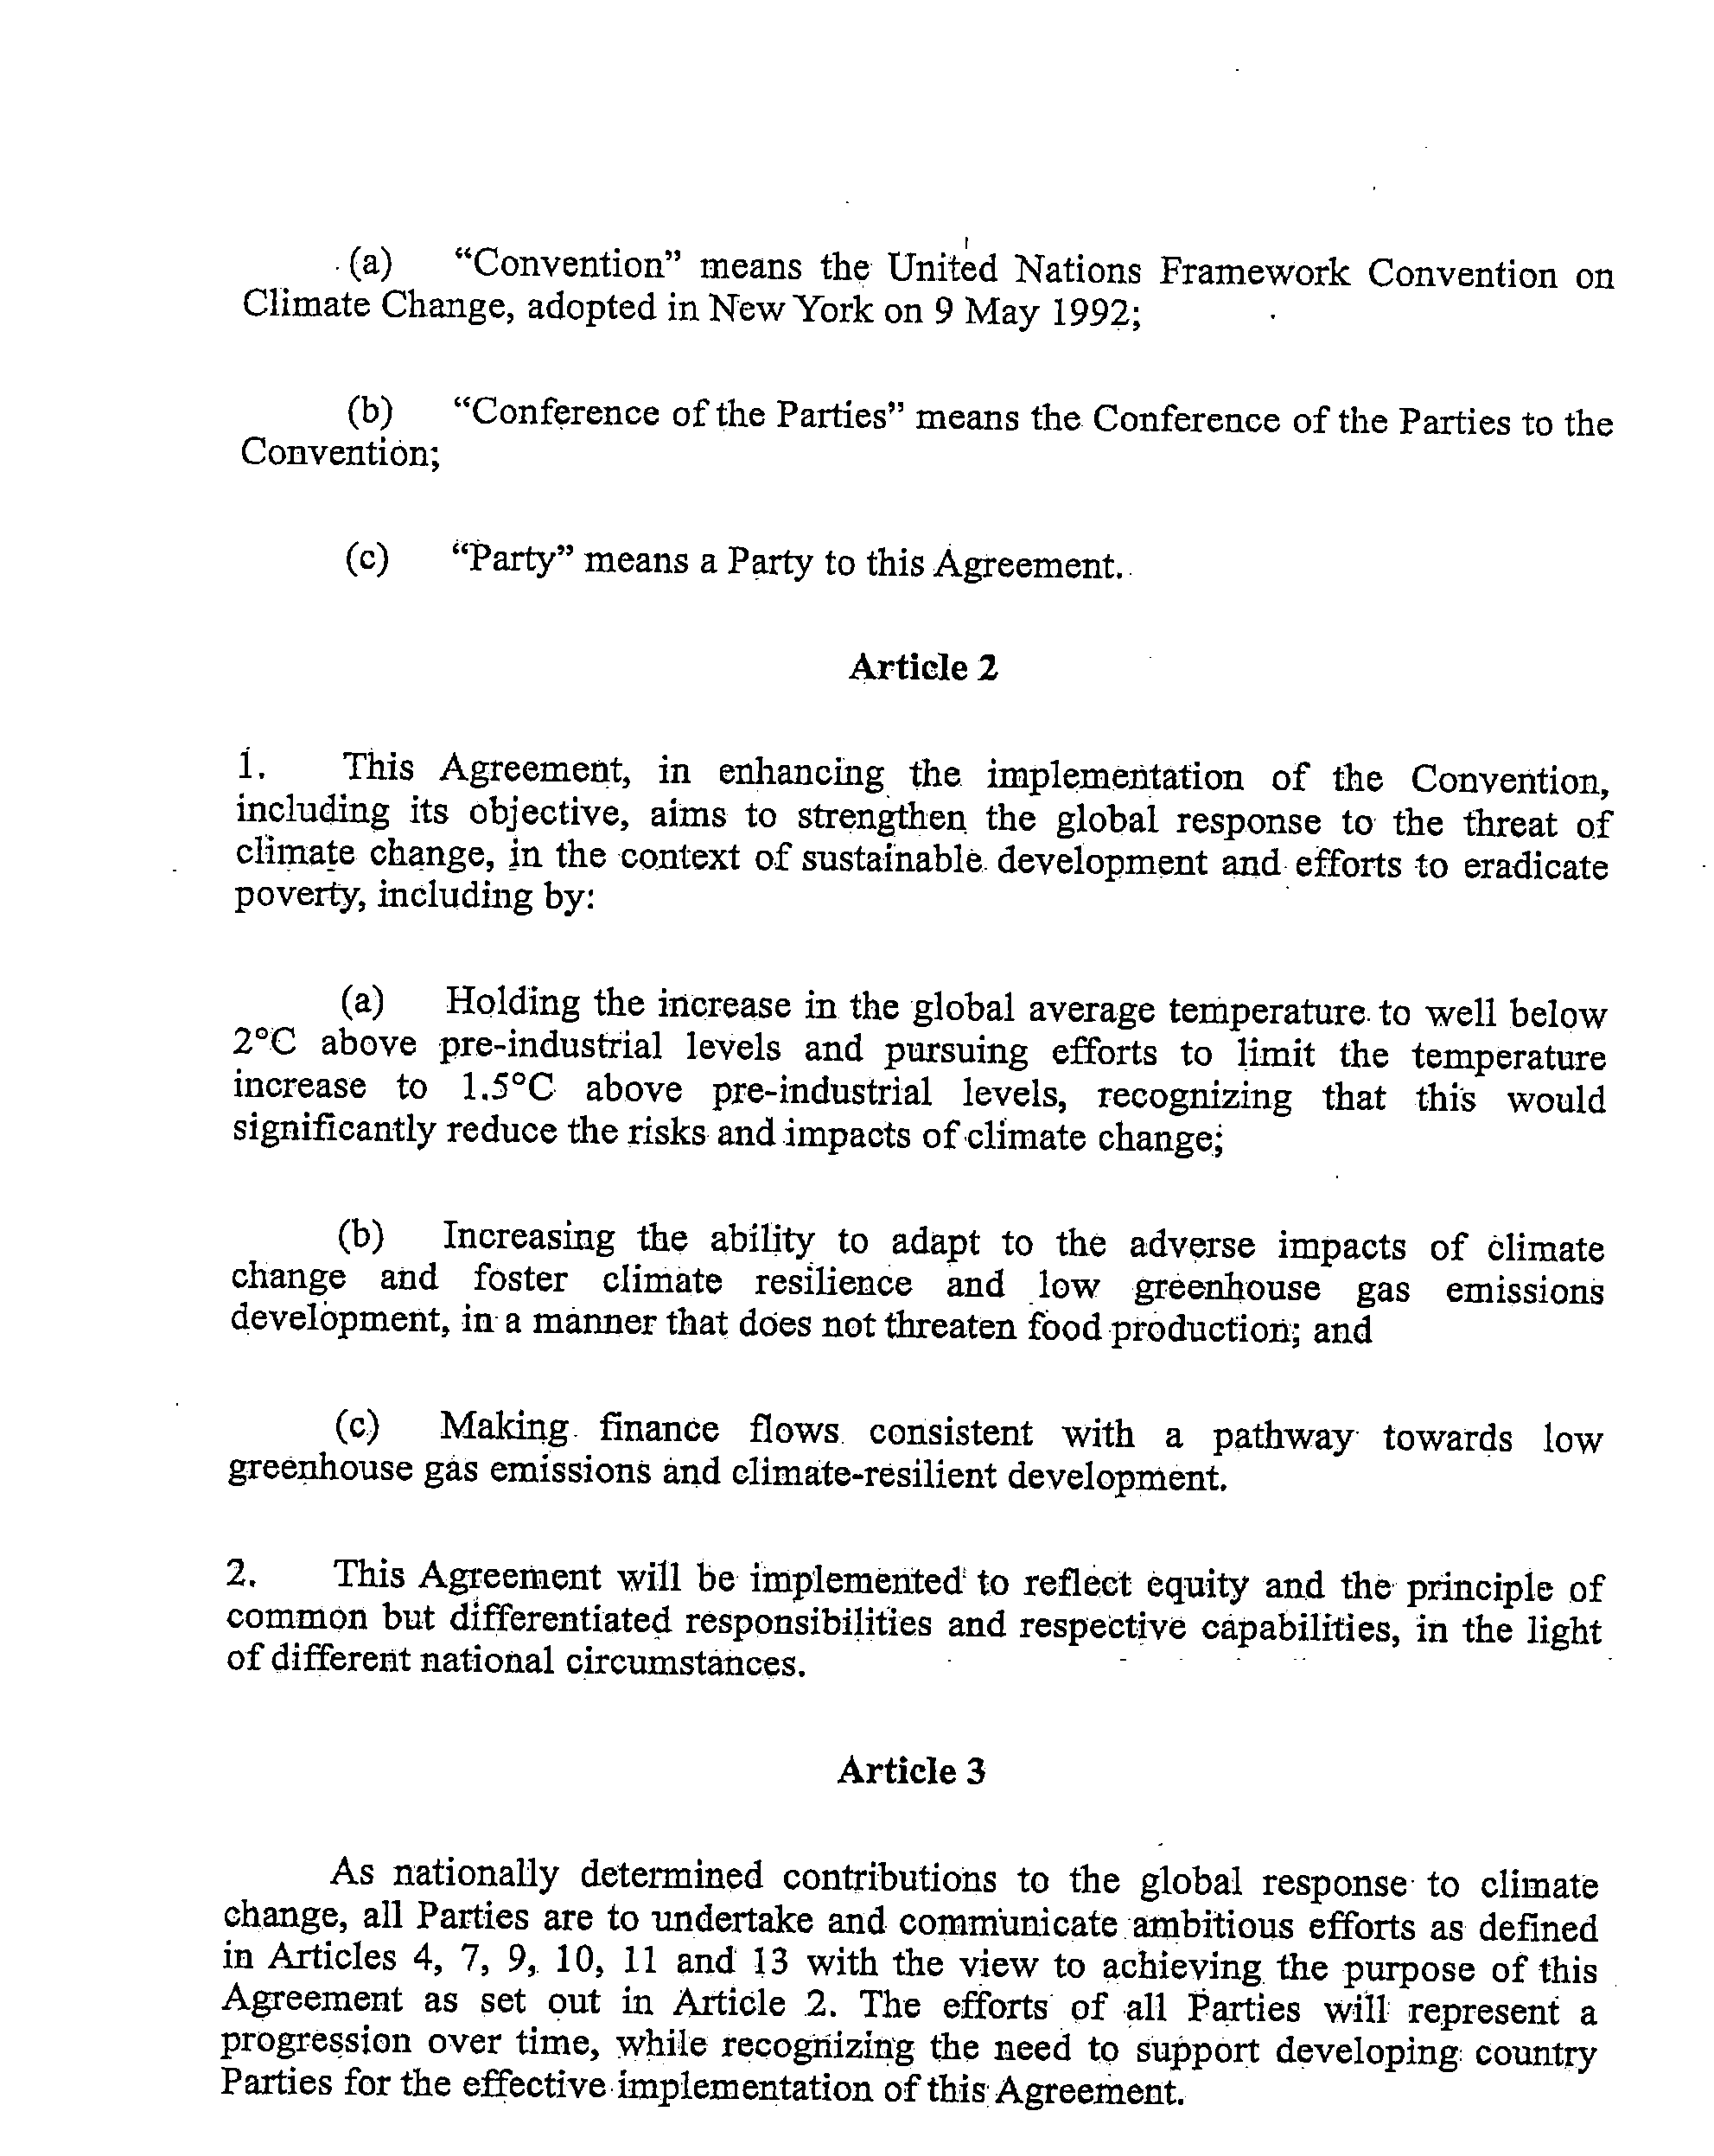 (a) “Convention” means the United Nations Framework Convention on
Climate Change, adopted in New York on 9 May 1992;
(b) “Conference of the Parties” means the Conference of the Parties to the
Convention;
(c) “Party” means a Party to this Agreement.
Article 2
1. This Agreement, in enhancing the implementation of the Convention,
including its objective, aims to strengthen the global response to the threat of
climate change, in the context of sustainable development and efforts to eradicate
poverty, including by:
(a) Holding the increase in the global average temperature to well below
2°C above pre-industrial levels and pursuing efforts to limit the temperature
increase to 1.5°C above pre-industrial levels, recognizing that this would
significantly reduce the risks and impacts of climate change;
(b) Increasing the ability to adapt to the adverse impacts of climate
change and foster climate resilience and low greenhouse gas emissions
development, in a manner that does not threaten food production; and
(c) Making finance flows consistent with a pathway towards low
greenhouse gas emissions and climate-resilient development.
2. This Agreement will be implemented to reflect equity and the principle of
common but differentiated responsibilities and respective capabilities, in the light
of different national circumstances.
Article 3
As nationally determined contributions to the global response to climate
change, all Parties are to undertake and communicate ambitious efforts as defined
in Articles 4, 7, 9, 10, 11 and 13 with the view to achieving the purpose of this
Agreement as set out in Article 2. The efforts of all Parties will represent a
progression over time, while recognizing the need to support developing country
Parties for the effective implementation of this Agreement.